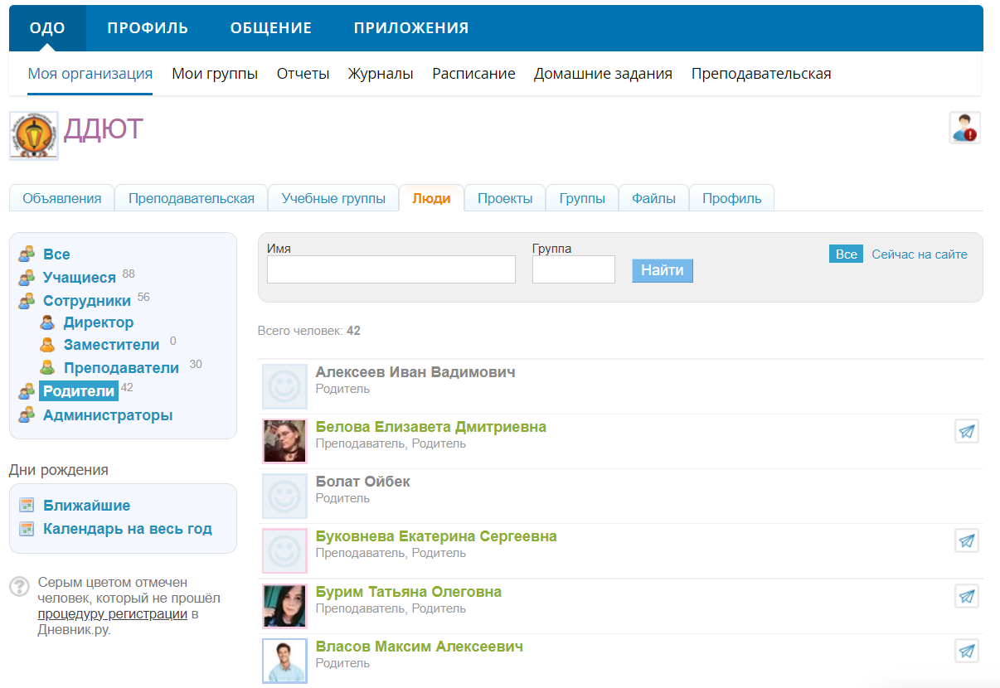 ОДО ПРОФИЛЬ ОБЩЕНИЕ ПРИЛОЖЕНИЯ
Моя организация Мои группы Отчеты Журналы Расписание Домашние задания Преподавательская
ДДЮТ
Объявления Преподавательская Учебные группы Люди Проекты Группы Файлы Профиль
Все
Учащиеся 88
Сотрудники 56
Директор
Заместители 0
Преподаватели 30
Родители 42
Администраторы
Дни рождения
Ближайшие
Календарь на весь год
Серым цветом отмечен
человек, который не прошёл
процедуру регистрации в
Дневник.ру.
Имя Группа
Найти
Все Сейчас на сайте
Всего человек: 42
Алексеев Иван Вадимович
Родитель
Белова Елизавета Дмитриевна
Преподаватель, Родитель
Болат Ойбек
Родитель
Буковнева Екатерина Сергеевна
Преподаватель, Родитель
Бурим Татьяна Олеговна
Преподаватель, Родитель
Власов Максим Алексеевич
Родитель